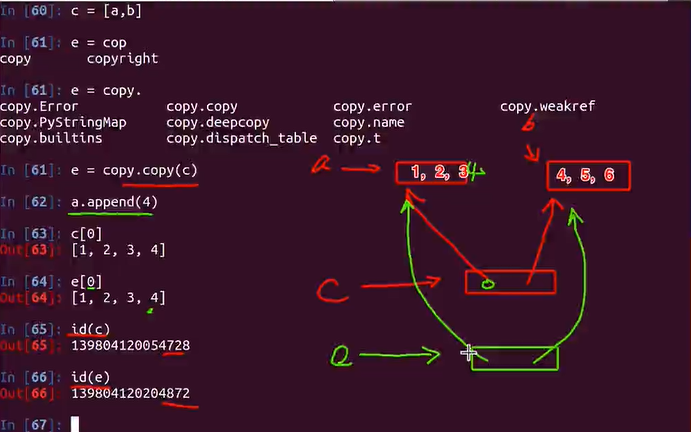 In [60]: c = [a,b]
In [61]: e = cop
copy copyright
In [61]: e = copy.
copy.Error copy.copy copy.error copy.weakref
copy.PyStringMap copy.deepcopy copy.name
copy.builtins copy.dispatch_table copy.t
b
In [61]: e = copy.copy(c)
a
1, 2, 3 4
4, 5, 6
In [62]: a.append(4)
In [63]: c[0]
Out[63]: [1, 2, 3, 4]
In [64]: e[0]
Out[64]: [1, 2, 3, 4]
C
In [65]: id(c)
Out[65]: 139804120054728
e
In [66]: id(e)
Out[66]: 139804120204872
In [67]: